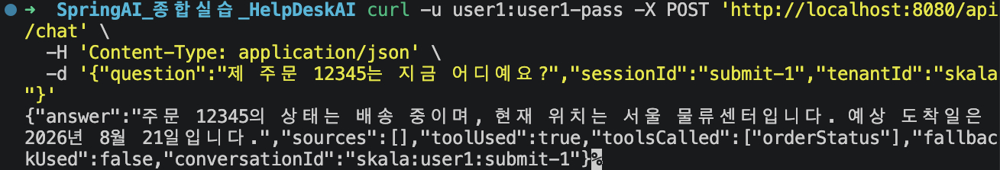 → SpringAI_종합실습_HelpDeskAI curl -u user1:user1-pass -X POST 'http://localhost:8080/api
/chat' \
-H 'Content-Type: application/json' \
-d '{"question":"제 주문 12345는 지금 어디예요?","sessionId":"submit-1","tenantId":"skala
"}'
{"answer":"주문 12345의 상태는 배송 중이며, 현재 위치는 서울 물류센터입니다. 예상 도착일은
2026년 8월 21일입니다.","sources":[],"toolUsed":true,"toolsCalled":["orderStatus"],"fallbac
kUsed":false,"conversationId":"skala:user1:submit-1"}%